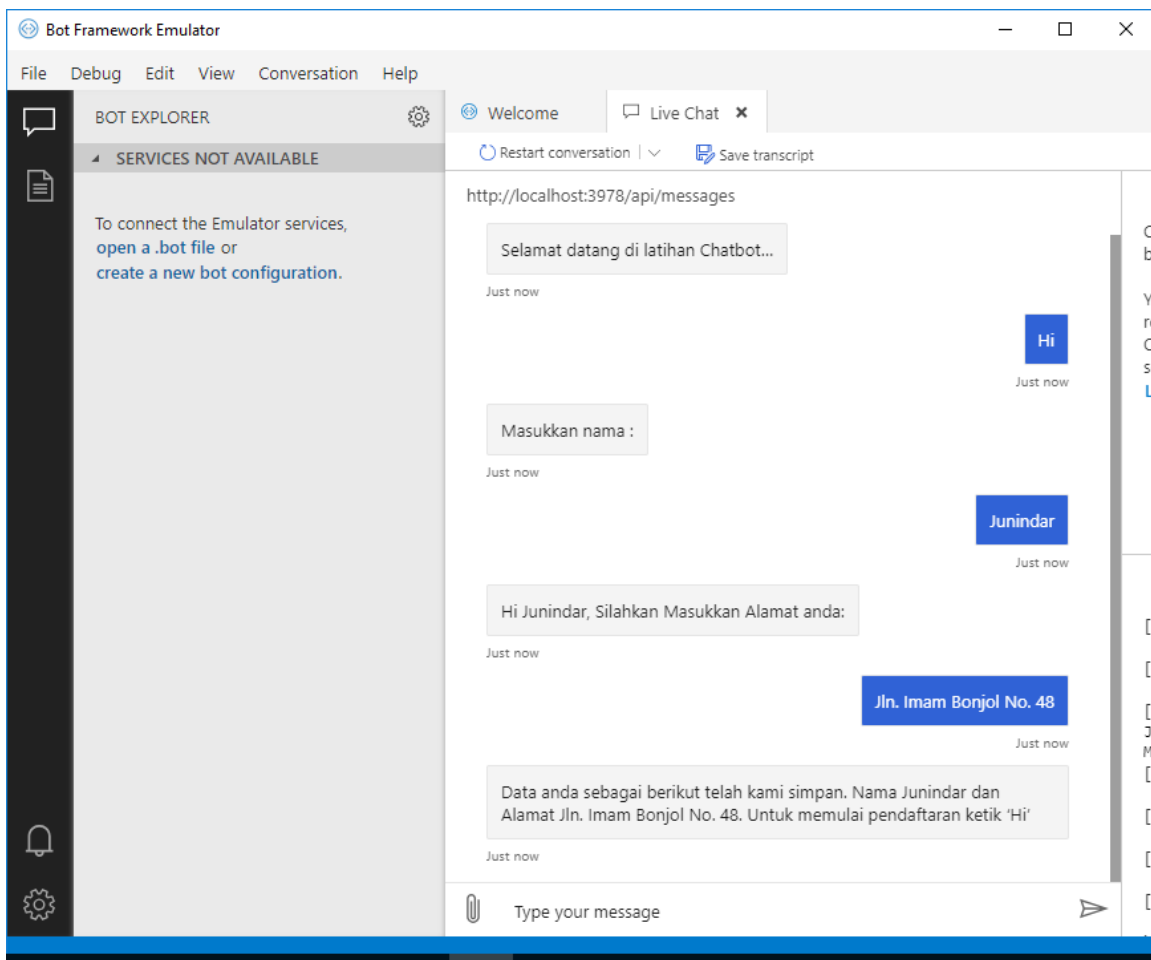 Bot Framework Emulator
File Debug Edit View Conversation Help
BOT EXPLORER
SERVICES NOT AVAILABLE
To connect the Emulator services,
open a .bot file or
create a new bot configuration.
Welcome
Live Chat
Restart conversation
Save transcript
http://localhost:3978/api/messages
Selamat datang di latihan Chatbot...
Just now
Hi
Just now
Masukkan nama :
Just now
Junindar
Just now
Hi Junindar, Silahkan Masukkan Alamat anda:
Just now
Jln. Imam Bonjol No. 48
Just now
Data anda sebagai berikut telah kami simpan. Nama Junindar dan
Alamat Jln. Imam Bonjol No. 48. Untuk memulai pendaftaran ketik ‘Hi’
Just now
Type your message